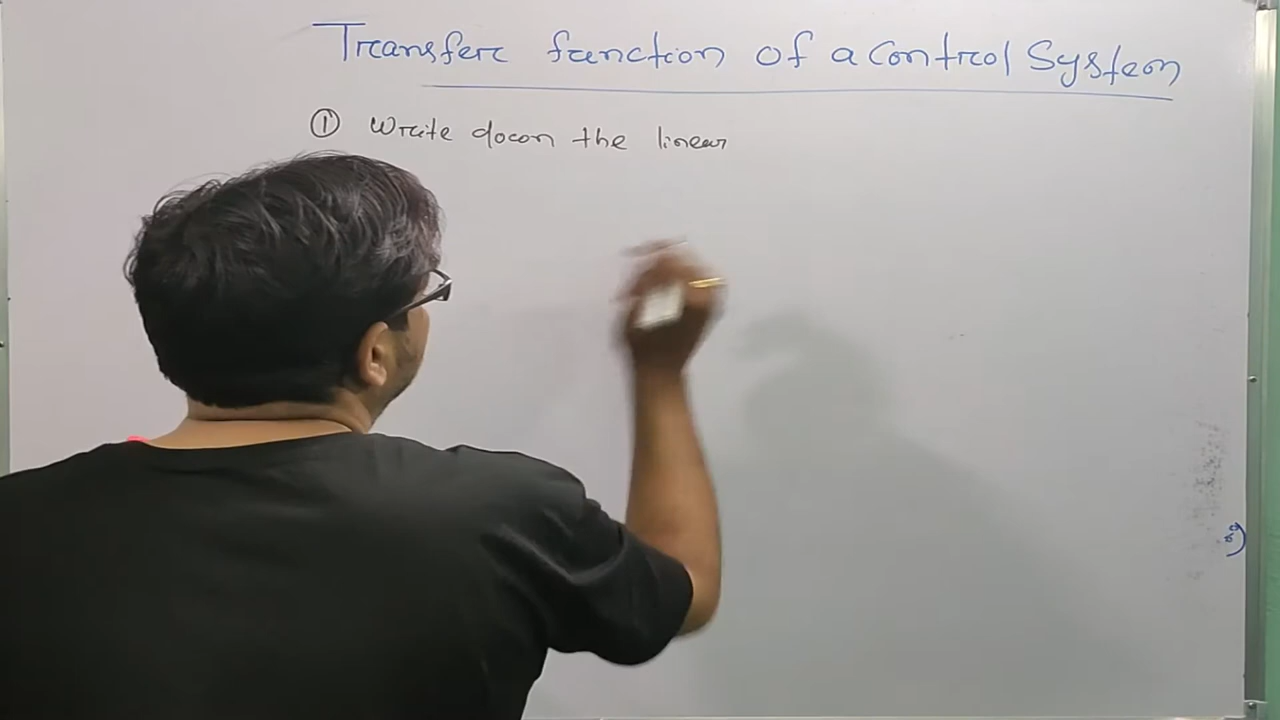 Transfer function of a Control System
① Write down the linear